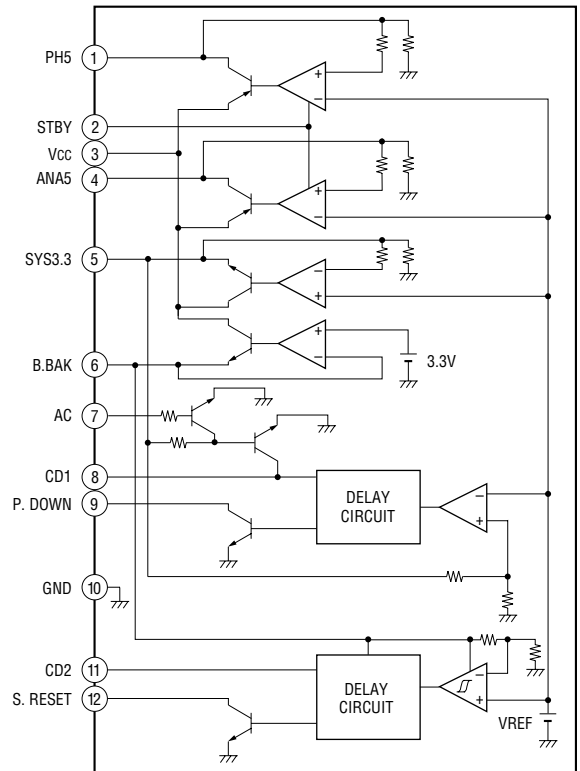 PH5
1
STBY
2
VCC
3
ANA5
4
SYS3.3
5
B.BAK
6
3.3V
AC
7
CD1
8
P. DOWN
9
DELAY
CIRCUIT
GND
10
CD2
11
S. RESET
12
DELAY
CIRCUIT
VREF
+
−
+
−
−
+
+
−
−
+
−
+